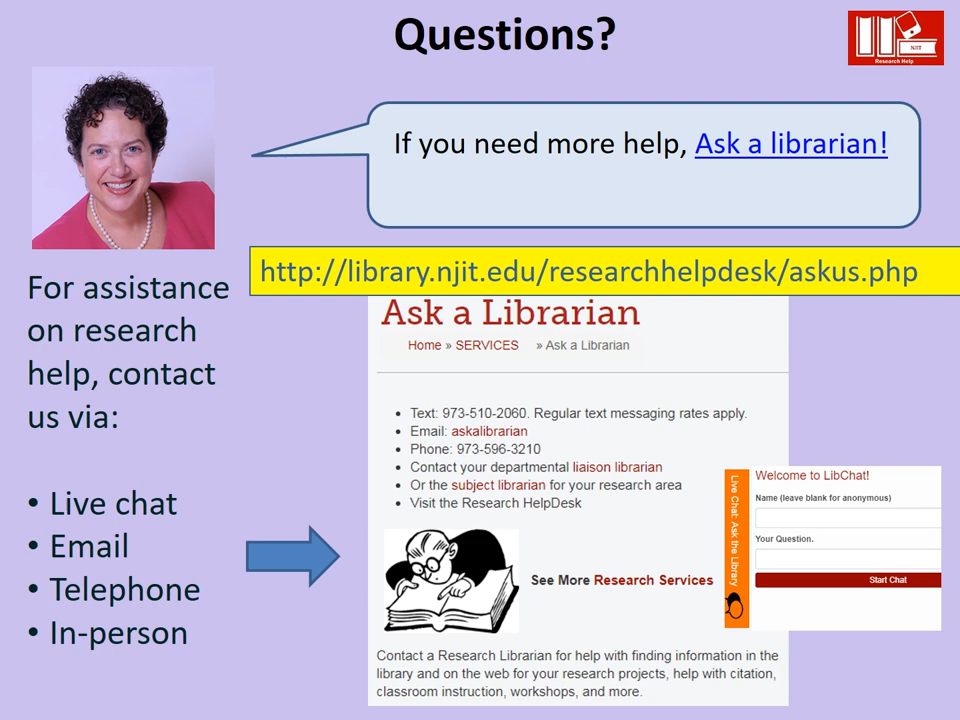 Questions?
NJIT
Research Help
If you need more help, Ask a librarian!
http://library.njit.edu/researchhelpdesk/askus.php
For assistance
on research
help, contact
us via:
• Live chat
• Email
• Telephone
• In-person
Ask a Librarian
Home » SERVICES » Ask a Librarian
• Text: 973-510-2060. Regular text messaging rates apply.
• Email: askalibrarian
• Phone: 973-596-3210
• Contact your departmental liaison librarian
• Or the subject librarian for your research area
• Visit the Research HelpDesk
See More Research Services
Contact a Research Librarian for help with finding information in the
library and on the web for your research projects, help with citation,
classroom instruction, workshops, and more.
Live Chat: Ask the Library
Welcome to LibChat!
Name (leave blank for anonymous)
Your Question.
Start Chat